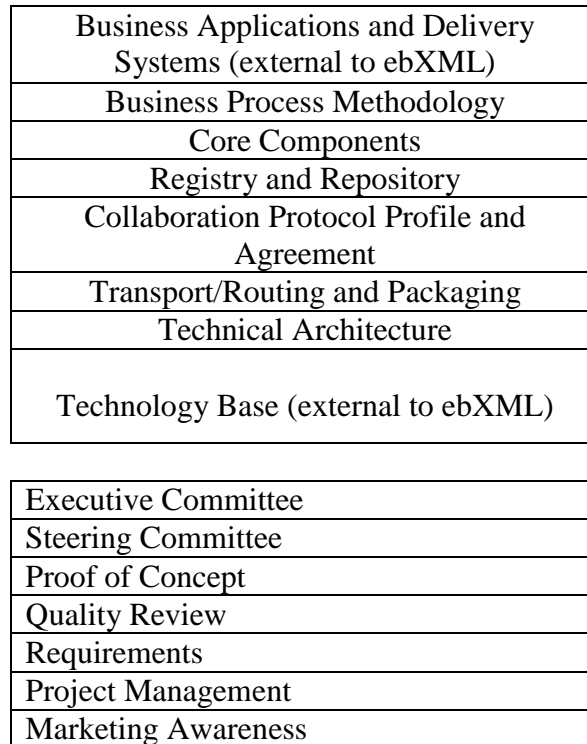 Business Applications and Delivery
Systems (external to ebXML)
Business Process Methodology
Core Components
Registry and Repository
Collaboration Protocol Profile and
Agreement
Transport/Routing and Packaging
Technical Architecture
Technology Base (external to ebXML)
Executive Committee
Steering Committee
Proof of Concept
Quality Review
Requirements
Project Management
Marketing Awareness